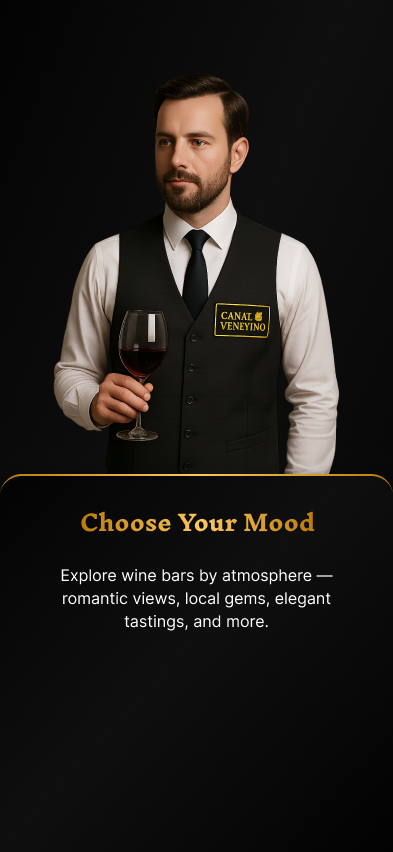 CANAL
VENEYINO
Choose Your Mood
Explore wine bars by atmosphere —
romantic views, local gems, elegant
tastings, and more.